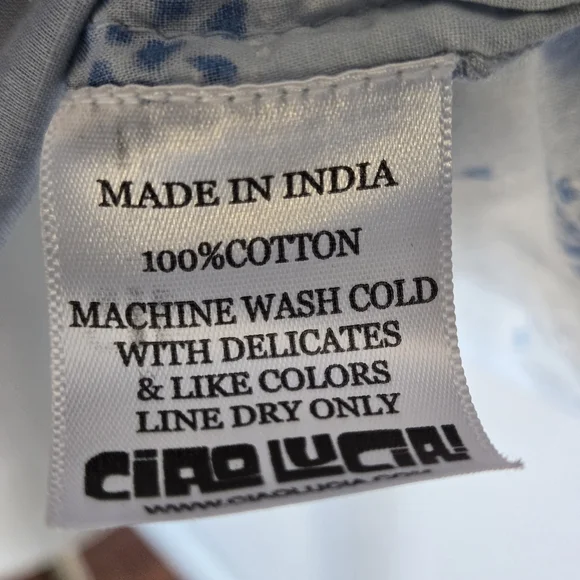 MADE IN INDIA
100%COTTON
MACHINE WASH COLD
WITH DELICATES
& LIKE COLORS
LINE DRY ONLY
CIAO LUCIA!
WWW.CIAOLUCIA.COM